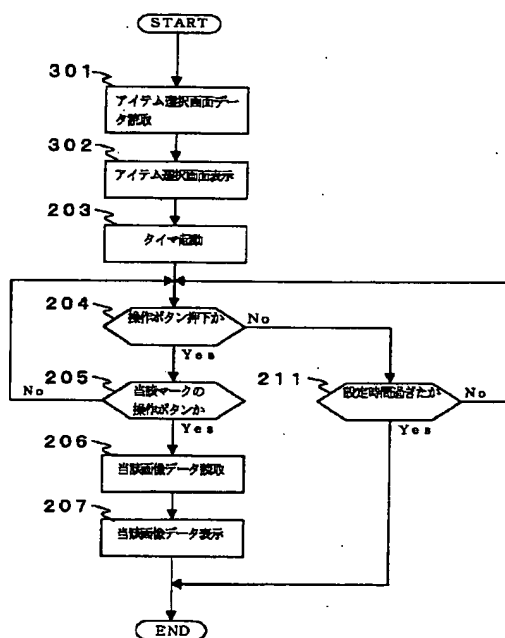 START
301
アイテム選択画面デー
タ読取
302
アイテム選択画面表示
203
タイマ起動
204
操作ボタン押下か
No
Yes
205
当該マークの
操作ボタンか
No
Yes
211
設定時間過ぎたか
No
Yes
206
当該画像データ読取
207
当該画像データ表示
END